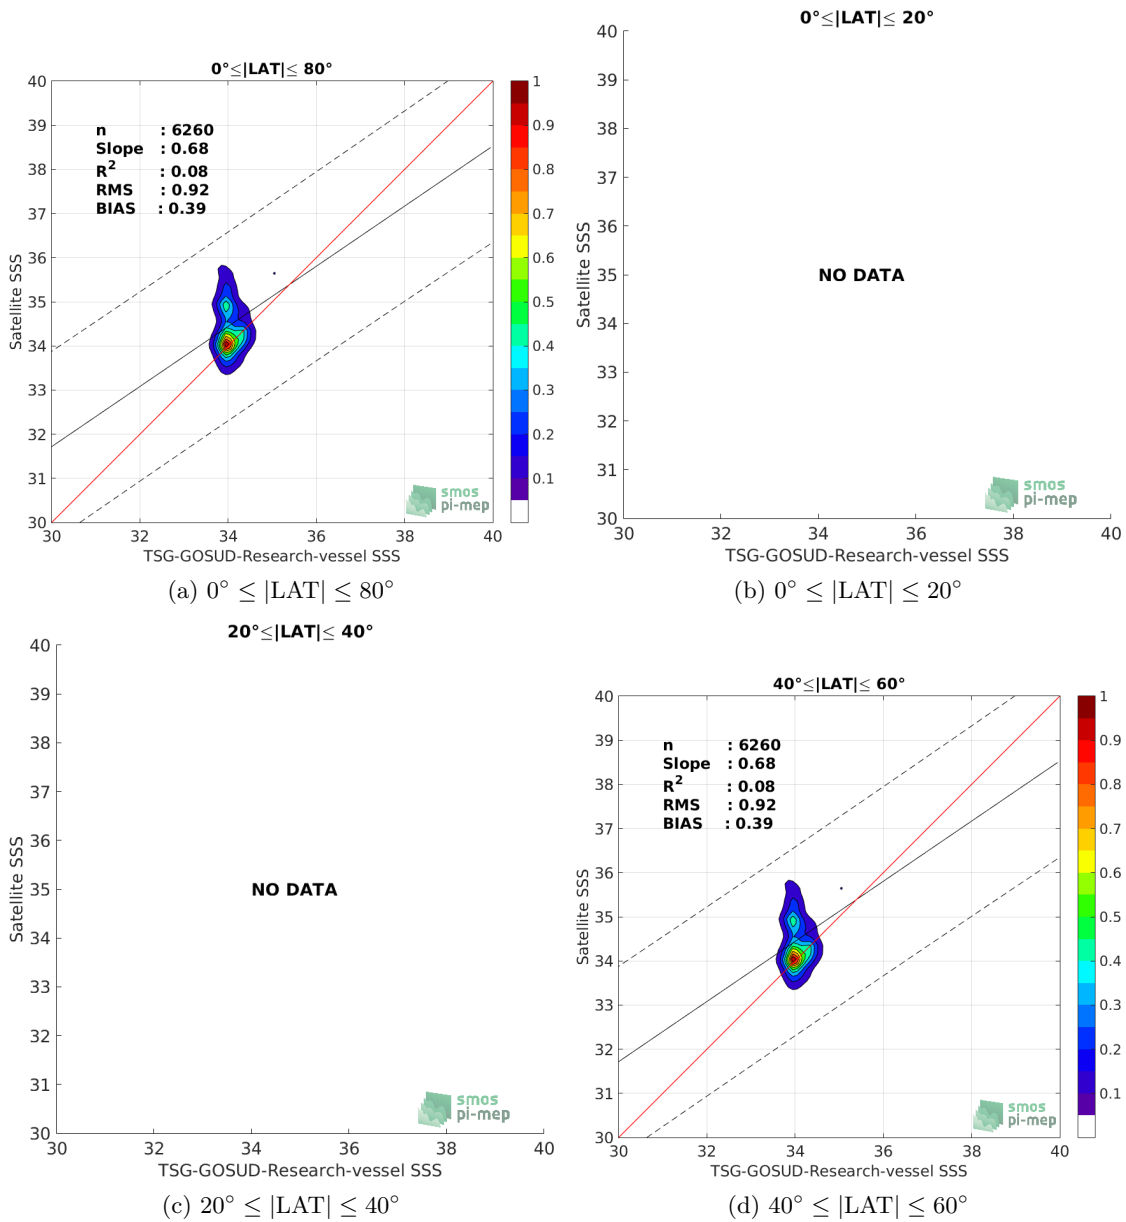 0°≤|LAT|≤ 80°
40
39
38
37
36
35
34
33
32
31
30
Satellite SSS
n : 6260
Slope : 0.68
R² : 0.08
RMS : 0.92
BIAS : 0.39
smos
pi-mep
30 32 34 36 38 40
TSG-GOSUD-Research-vessel SSS
1
0.9
0.8
0.7
0.6
0.5
0.4
0.3
0.2
0.1
(a) 0° ≤ |LAT| ≤ 80°
0°≤|LAT|≤ 20°
40
39
38
37
36
35
34
33
32
31
30
Satellite SSS
NO DATA
smos
pi-mep
30 32 34 36 38 40
TSG-GOSUD-Research-vessel SSS
(b) 0° ≤ |LAT| ≤ 20°
20°≤|LAT|≤ 40°
40
39
38
37
36
35
34
33
32
31
30
Satellite SSS
NO DATA
smos
pi-mep
30 32 34 36 38 40
TSG-GOSUD-Research-vessel SSS
(c) 20° ≤ |LAT| ≤ 40°
40°≤|LAT|≤ 60°
40
39
38
37
36
35
34
33
32
31
30
Satellite SSS
n : 6260
Slope : 0.68
R² : 0.08
RMS : 0.92
BIAS : 0.39
smos
pi-mep
30 32 34 36 38 40
TSG-GOSUD-Research-vessel SSS
1
0.9
0.8
0.7
0.6
0.5
0.4
0.3
0.2
0.1
(d) 40° ≤ |LAT| ≤ 60°